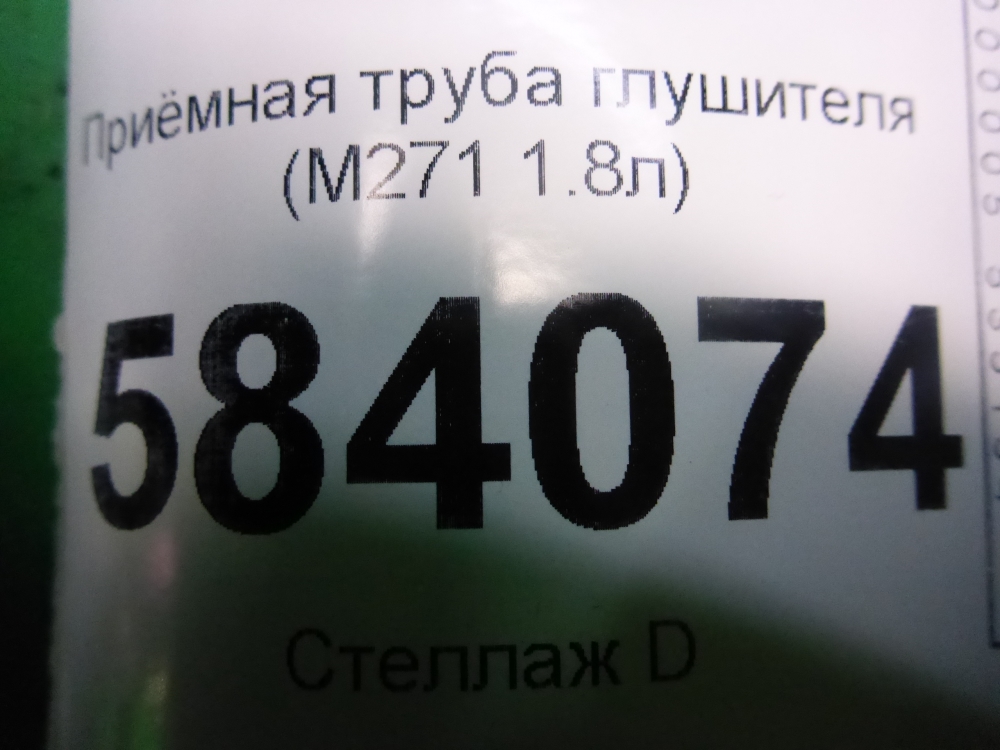 Приёмная труба глушителя
(M271 1.8л)
584074
Стеллаж D